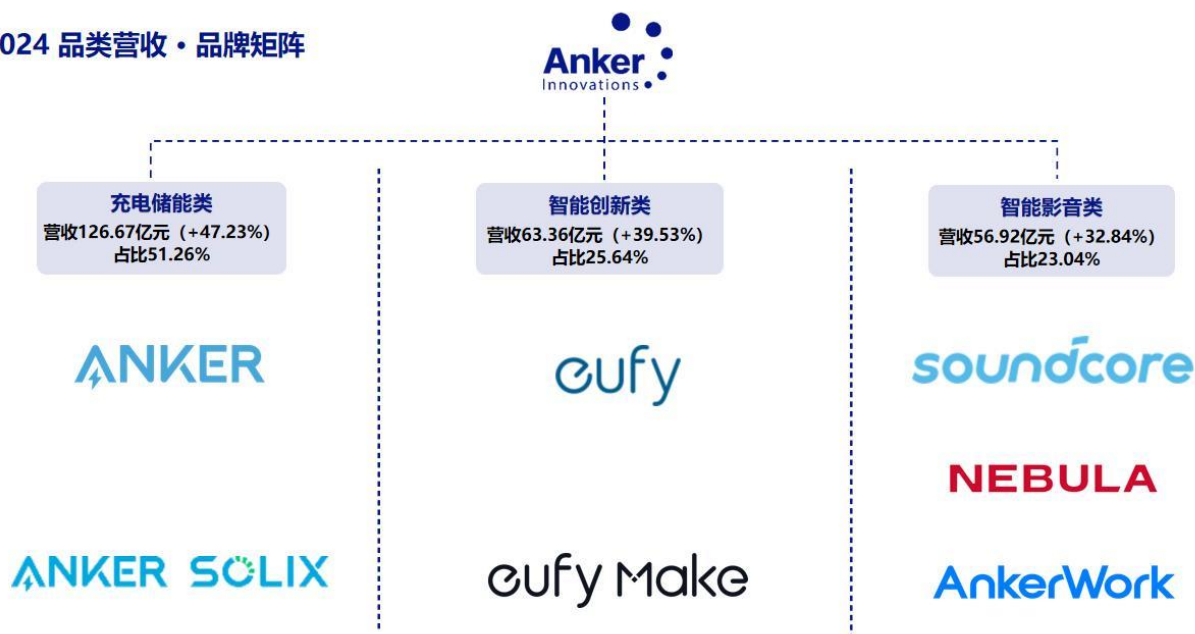 024 品类营收·品牌矩阵
Anker
Innovations
充电储能类
营收126.67亿元（+47.23%）
占比51.26%
智能创新类
营收63.36亿元（+39.53%）
占比25.64%
智能影音类
营收56.92亿元（+32.84%）
占比23.04%
ANKER
eufy
soundcore
NEBULA
ANKER SOLIX
eufy Make
AnkerWork